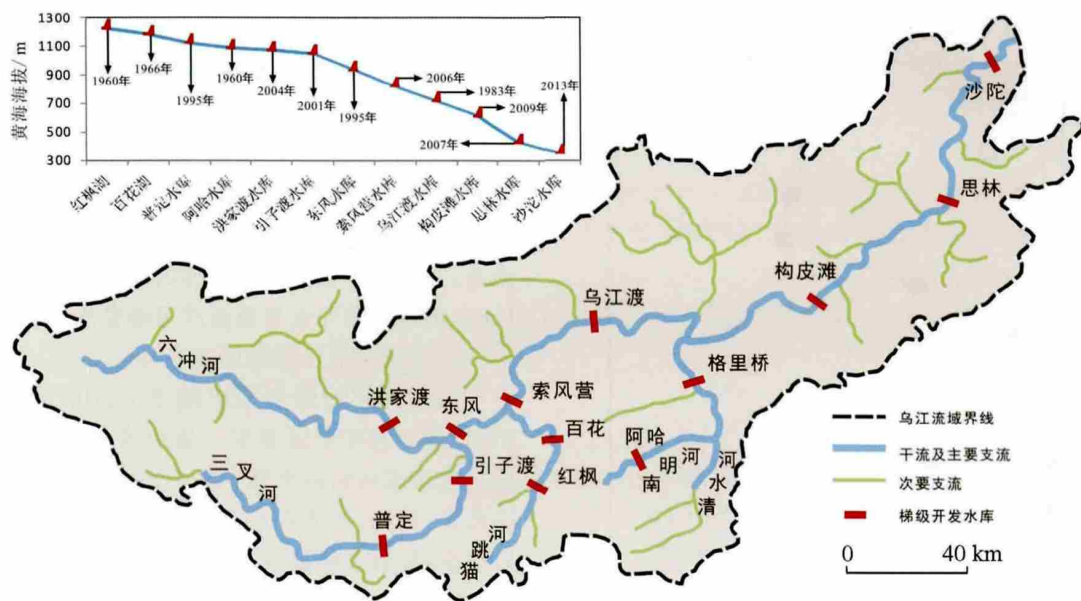 黄海海拔/m
1300
1100
900
700
500
300
1960年
1966年
1995年
1960年
2004年
2001年
1995年
2006年
1983年
2009年
2007年
2013年
红枫湖
百花湖
普定水库
阿哈水库
洪家渡水库
引子渡水库
东风水库
索风营水库
乌江渡水库
构皮滩水库
思林水库
沙沱水库
沙陀
思林
构皮滩
乌江渡
格里桥
六冲河
洪家渡
东风
索风营
百花
阿哈
引子渡
红枫
南明河
清水河
三叉河
普定
猫跳河
乌江流域界线
干流及主要支流
次要支流
梯级开发水库
0 40 km